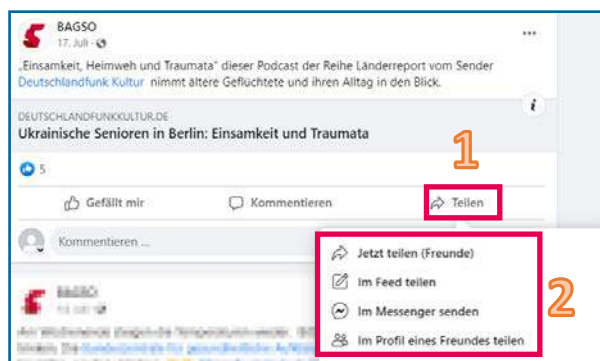 BAGSO
17. Juli ·
...
„Einsamkeit, Heimweh und Traumata" dieser Podcast der Reihe Länderreport vom Sender
Deutschlandfunk Kultur nimmt ältere Geflüchtete und ihren Alltag in den Blick.
i
DEUTSCHLANDFUNKKULTUR.DE
Ukrainische Senioren in Berlin: Einsamkeit und Traumata
1
5
Gefällt mir
Kommentieren
Teilen
Kommentieren ...
Jetzt teilen (Freunde)
Im Feed teilen
Im Messenger senden
Im Profil eines Freundes teilen
2
BAGSO